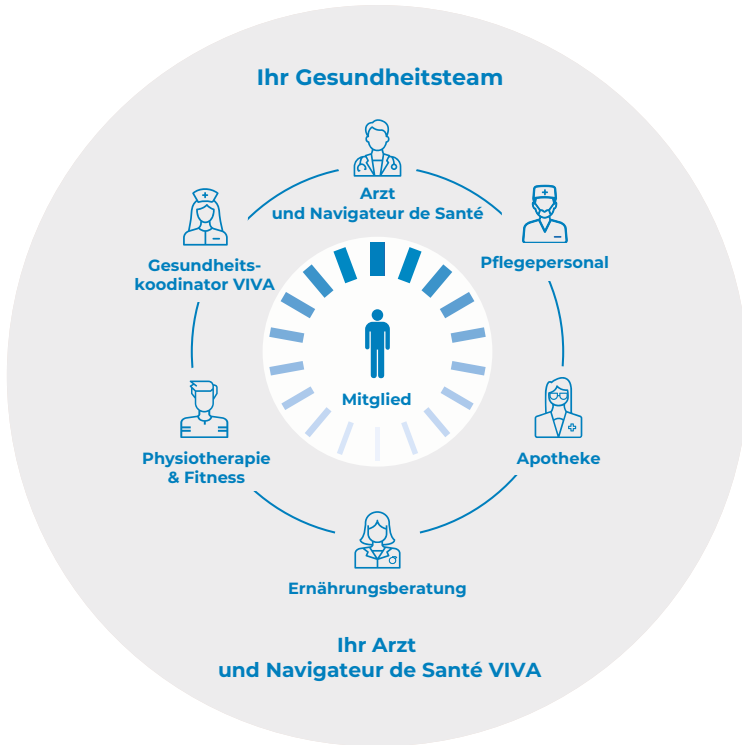 Ihr Gesundheitsteam
Arzt
und Navigateur de Santé
Gesundheits-
koodinator VIVA
Pflegepersonal
Mitglied
Physiotherapie
& Fitness
Apotheke
Ernährungsberatung
Ihr Arzt
und Navigateur de Santé VIVA